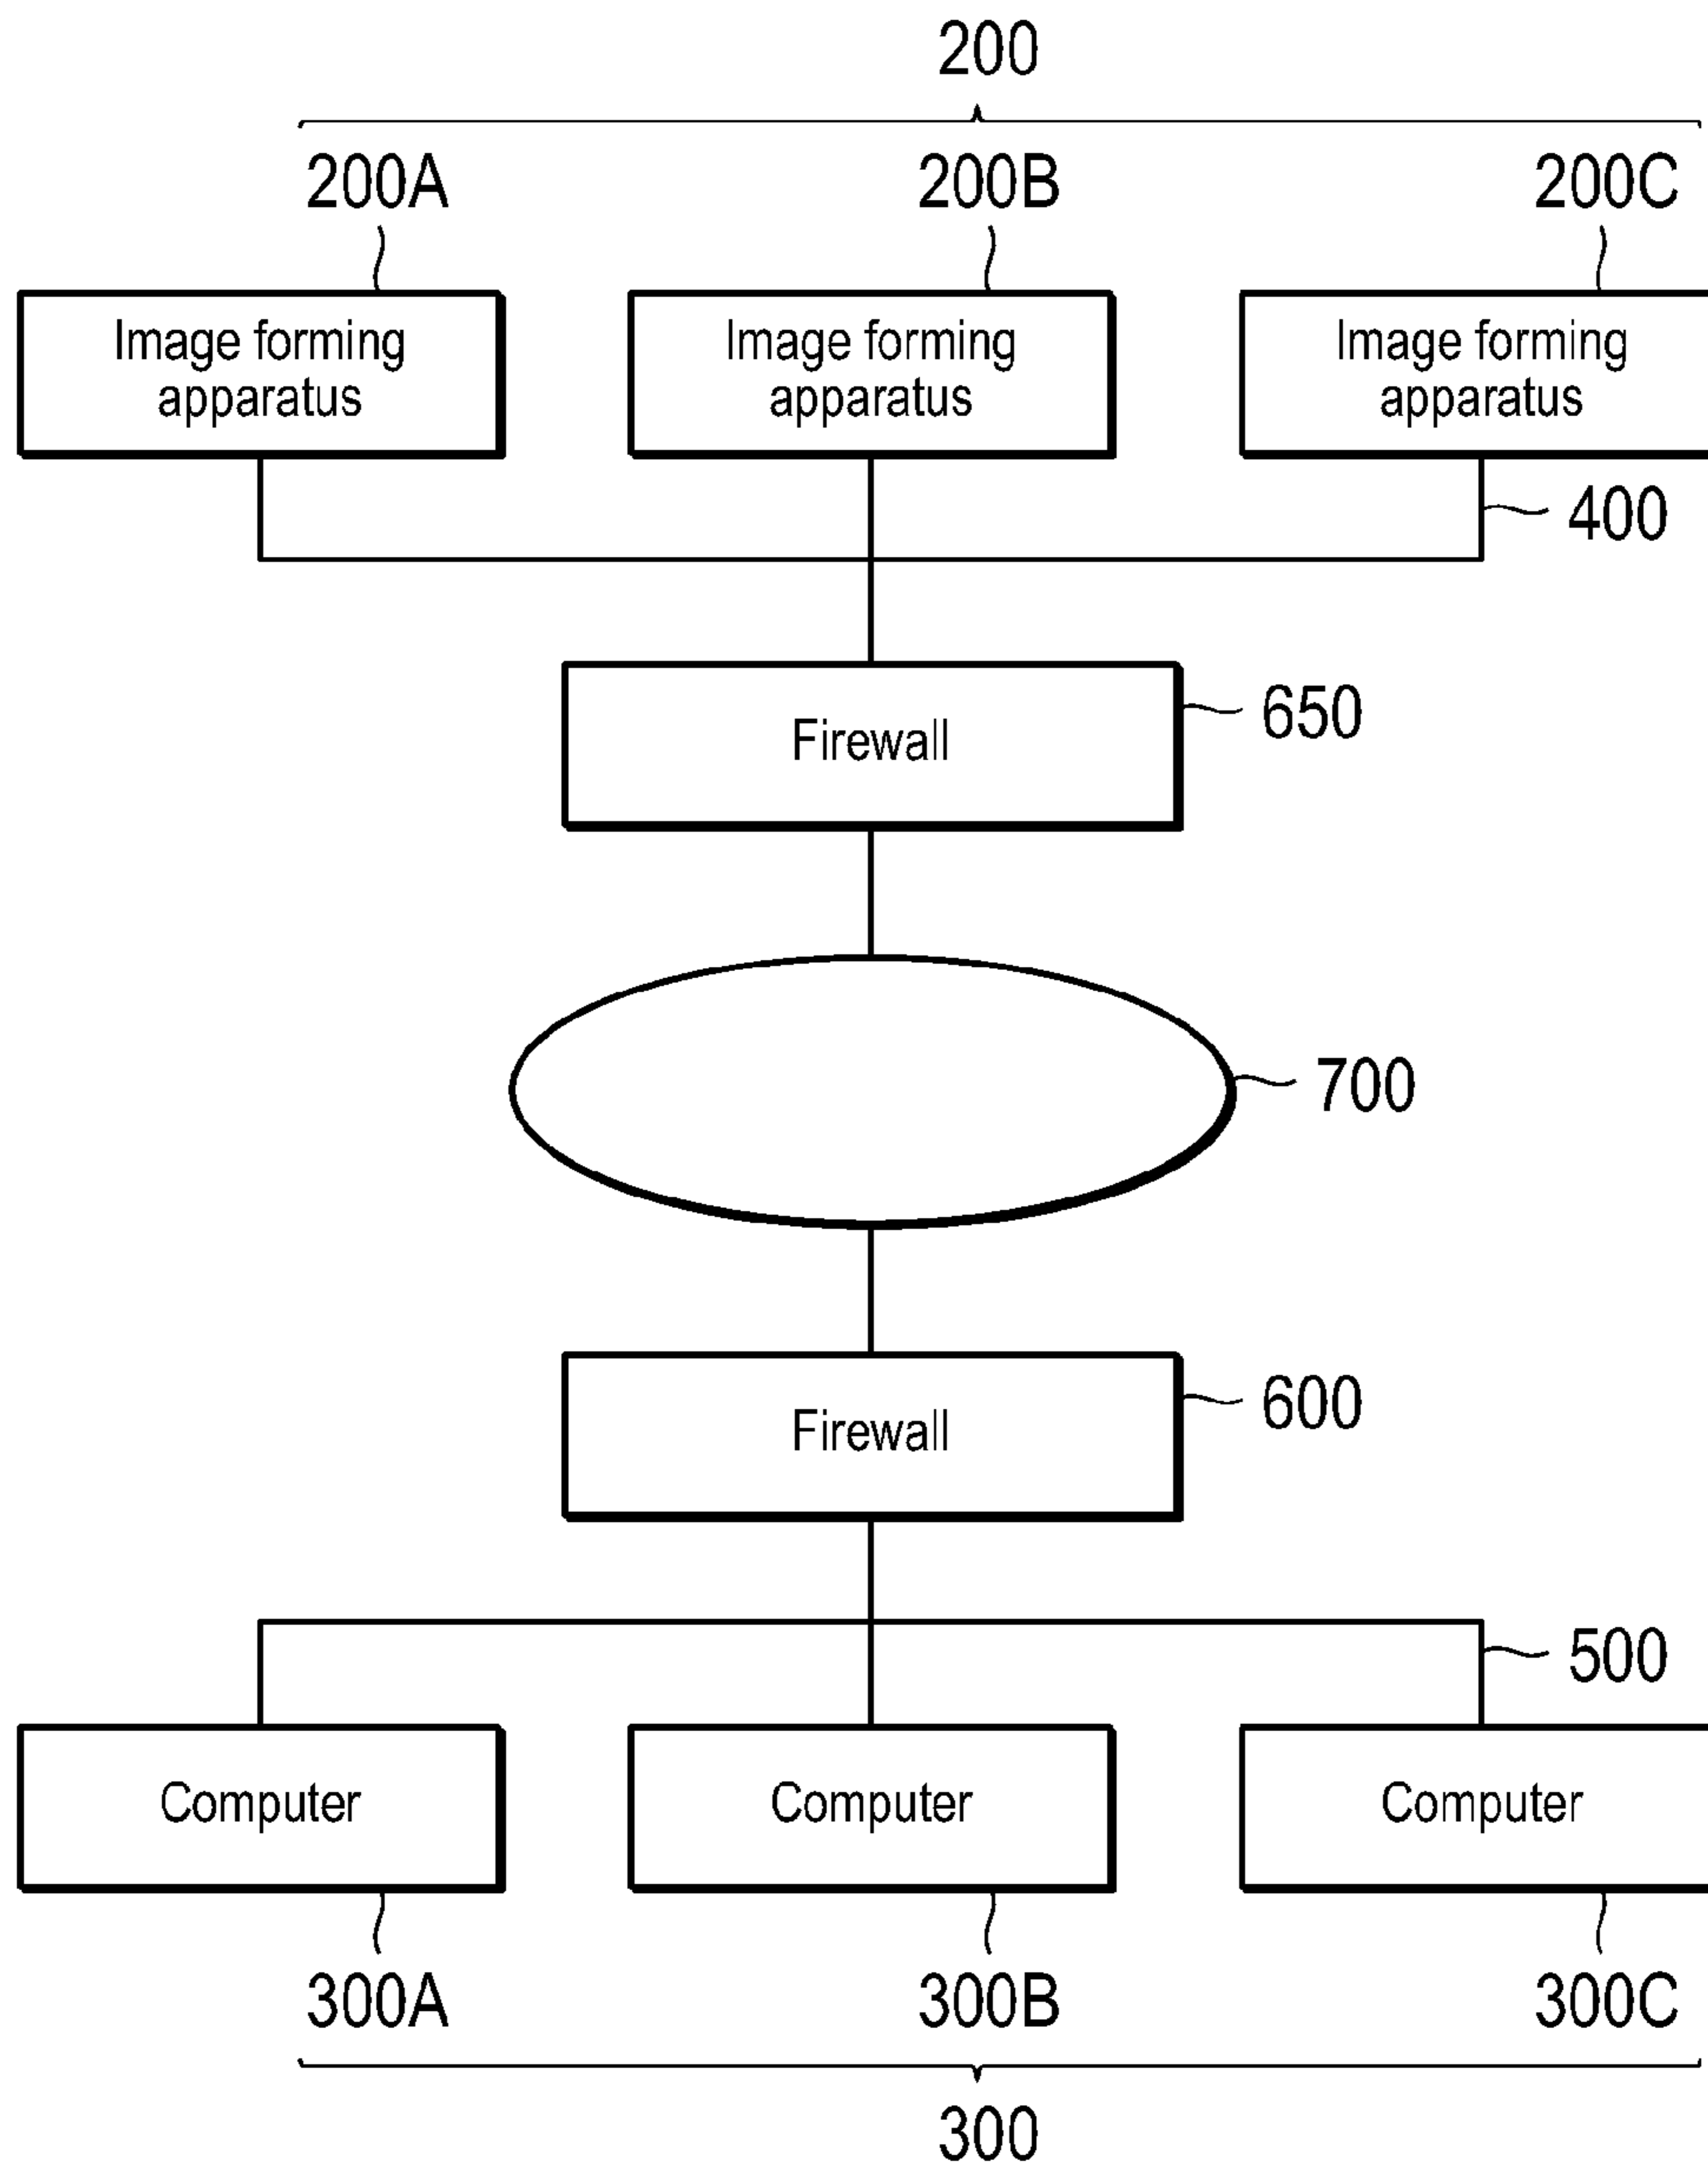 200
200A 200B 200C
Image forming apparatus
Image forming apparatus
Image forming apparatus
400
Firewall 650
700
Firewall 600
500
Computer Computer Computer
300A 300B 300C
300